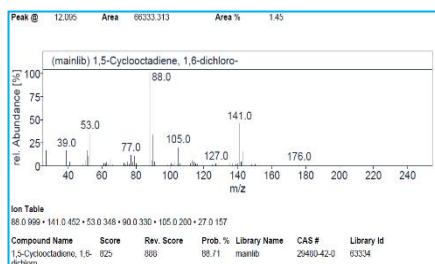 Peak @ 12.095 Area 66333.313 Area % 1.45
(mainlib) 1,5-Cyclooctadiene, 1,6-dichloro-
rel. Abundance [%]
100
75
50
25
0
88.0
53.0
39.0
77.0
105.0
127.0
141.0
176.0
40 60 80 100 120 140 160 180 200 220 240
m/z
Ion Table
88.0 999 • 141.0 452 • 53.0 348 • 90.0 330 • 105.0 200 • 27.0 157
Compound Name Score Rev. Score Prob. % Library Name CAS # Library Id
1,5-Cyclooctadiene, 1,6- 825 888 88.71 mainlib 29480-42-0 63334
dichloro-